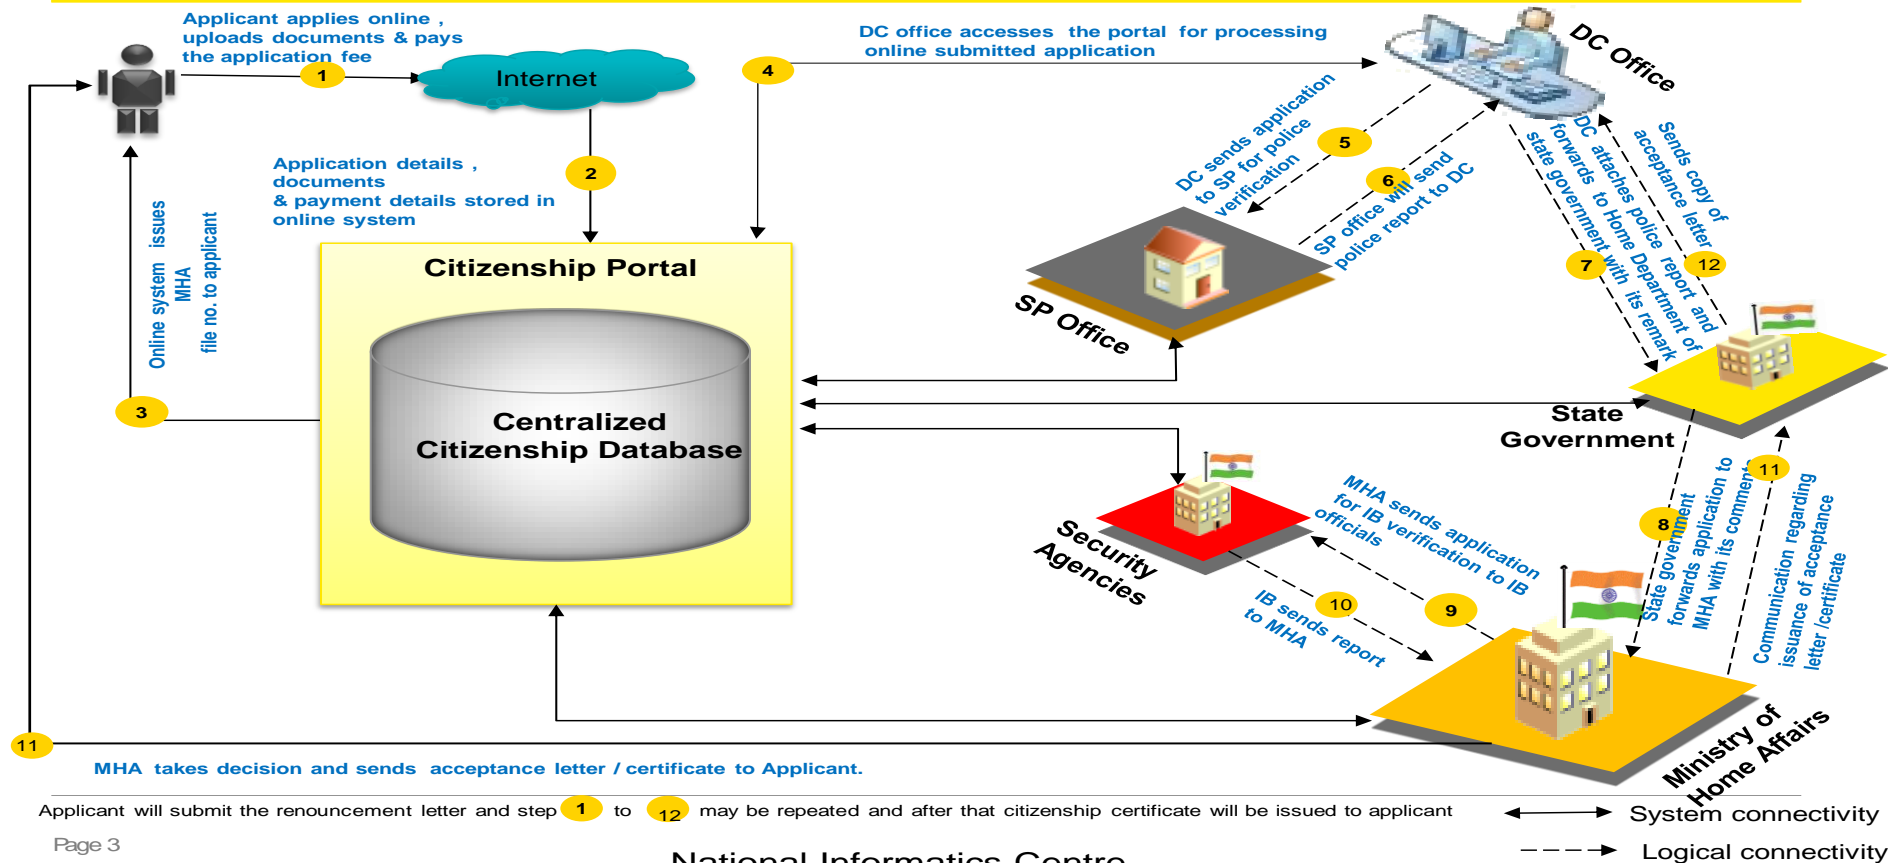 Applicant applies online ,
uploads documents & pays
the application fee
1
Internet
4
DC office accesses the portal for processing
online submitted application
DC Office
Application details ,
documents
& payment details stored in
online system
2
Online system issues
MHA
file no. to applicant
3
Citizenship Portal
Centralized
Citizenship Database
DC sends application
to SP for police
verification
5
6
SP office will send
police report to DC
SP Office
7
DC attaches police report and
forwards to Home Department of
state government with its remark
Sends copy of
acceptance letter
12
State
Government
8
State government
forwards application to
MHA with its comments
11
Communication regarding
issuance of acceptance
letter /certificate
Security
Agencies
MHA sends application
for IB verification to IB
officials
9
10
IB sends report
to MHA
Ministry of
Home Affairs
11
MHA takes decision and sends acceptance letter / certificate to Applicant.
Applicant will submit the renouncement letter and step 1 to 12 may be repeated and after that citizenship certificate will be issued to applicant
System connectivity
Logical connectivity
Page 3
National Informatics Centre